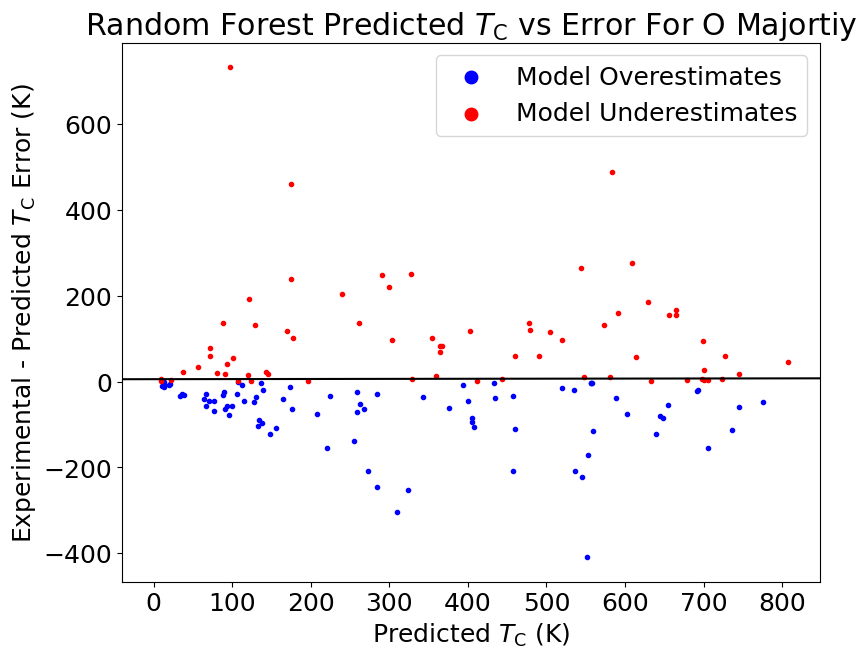 Random Forest Predicted T_C vs Error For O Majortiy
Model Overestimates
Model Underestimates
Experimental - Predicted T_C Error (K)
600
400
200
0
−200
−400
0 100 200 300 400 500 600 700 800
Predicted T_C (K)